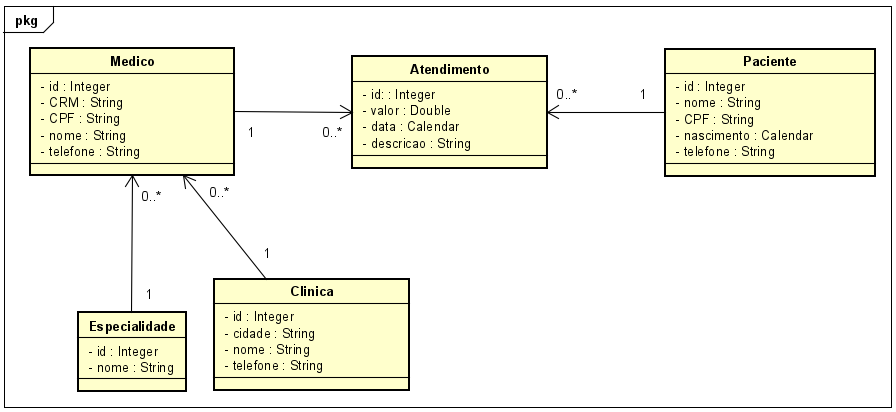 pkg
Medico
- id : Integer
- CRM : String
- CPF : String
- nome : String
- telefone : String
Atendimento
- id: : Integer
- valor : Double
- data : Calendar
- descricao : String
Paciente
- id : Integer
- nome : String
- CPF : String
- nascimento : Calendar
- telefone : String
1
0..*
0..*
1
0..*
0..*
1
1
Especialidade
- id : Integer
- nome : String
Clinica
- id : Integer
- cidade : String
- nome : String
- telefone : String